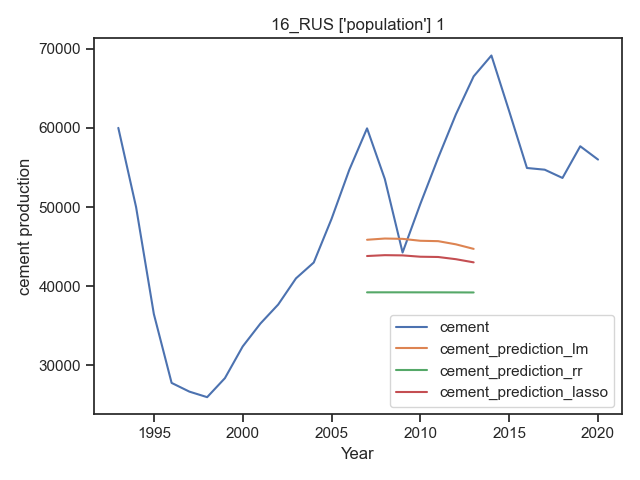 16_RUS ['population'] 1
cement production
70000
60000
50000
40000
30000
1995
2000
2005
2010
2015
2020
Year
cement
cement_prediction_lm
cement_prediction_rr
cement_prediction_lasso